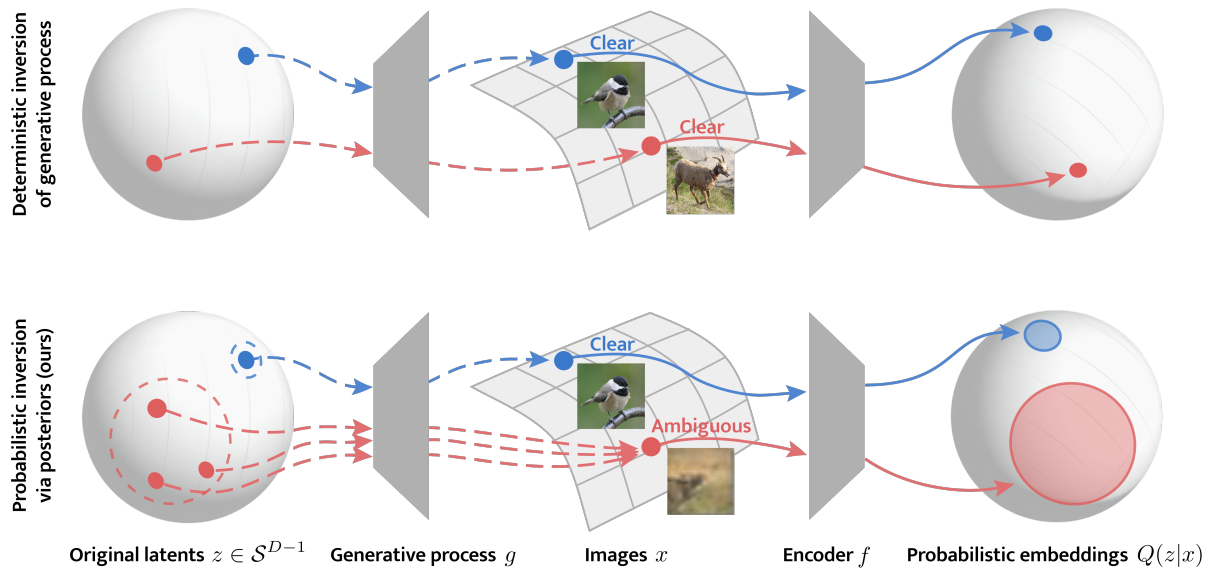 Deterministic inversion
of generative process
Clear
Clear
Probabilistic inversion
via posteriors (ours)
Clear
Ambiguous
Original latents z ∈ 𝒮^{D−1}
Generative process g
Images x
Encoder f
Probabilistic embeddings Q(z|x)